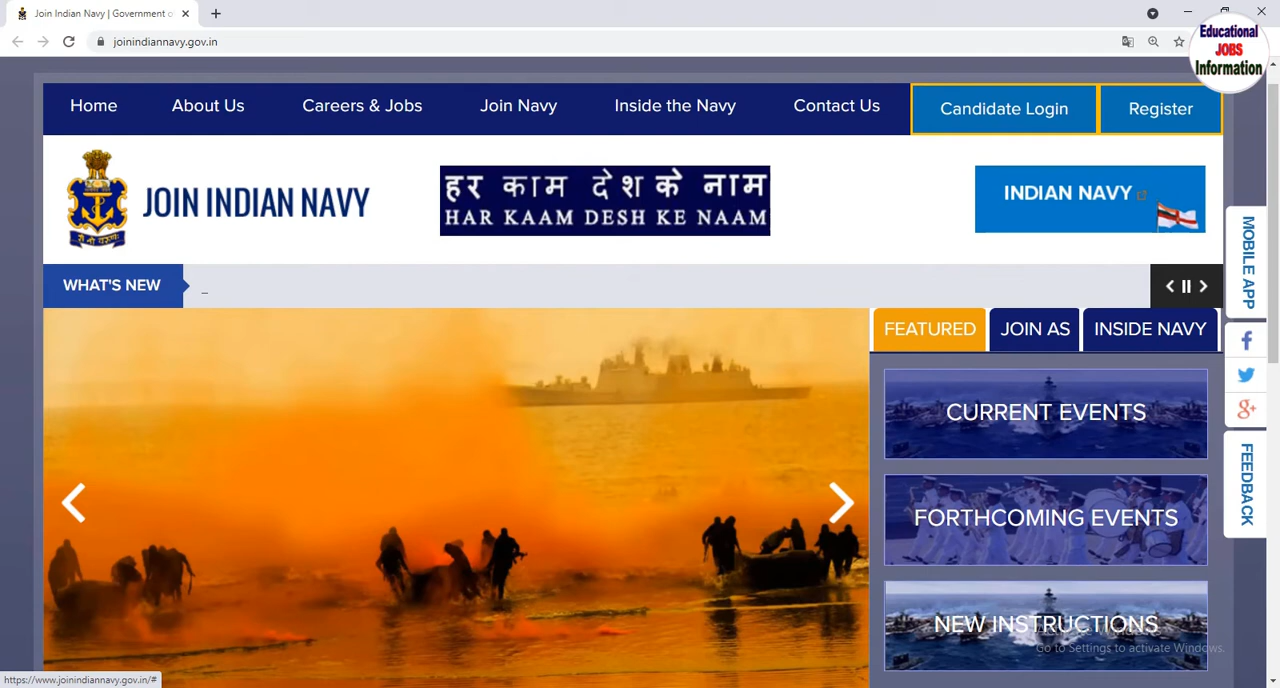 Join Indian Navy | Government o
joinindiannavy.gov.in
Educational
JOBS
Information
Home
About Us
Careers & Jobs
Join Navy
Inside the Navy
Contact Us
Candidate Login
Register
JOIN INDIAN NAVY
हर काम देश के नाम
HAR KAAM DESH KE NAAM
INDIAN NAVY
WHAT'S NEW
_
FEATURED
JOIN AS
INSIDE NAVY
CURRENT EVENTS
FORTHCOMING EVENTS
NEW INSTRUCTIONS
MOBILE APP
FEEDBACK
Activate Windows
Go to Settings to activate Windows.
https://www.joinindiannavy.gov.in/#